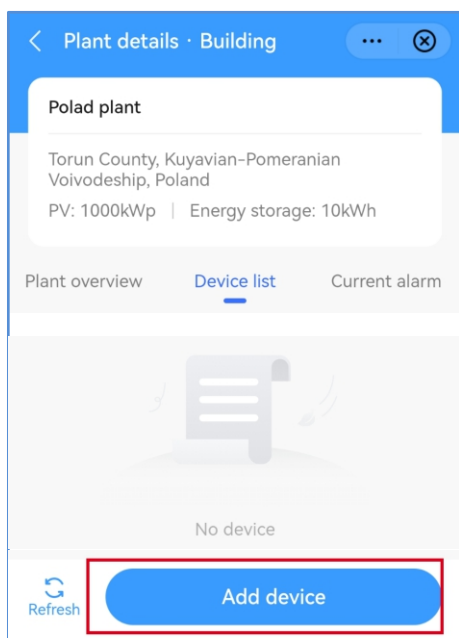 Plant details · Building
Polad plant
Torun County, Kuyavian-Pomeranian
Voivodeship, Poland
PV: 1000kWp | Energy storage: 10kWh
Plant overview Device list Current alarm
No device
Refresh Add device